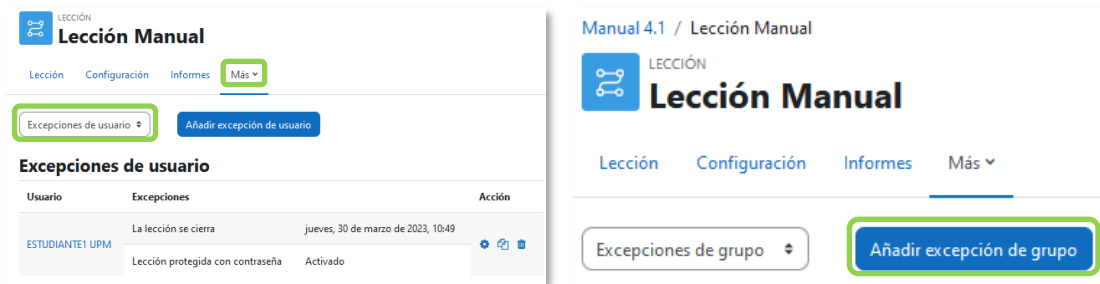 LECCIÓN
Lección Manual
Lección Configuración Informes Más
Excepciones de usuario Añadir excepción de usuario
Excepciones de usuario
Usuario Excepciones Acción
La lección se cierra jueves, 30 de marzo de 2023, 10:49
ESTUDIANTE1 UPM
Lección protegida con contraseña Activado
Manual 4.1 / Lección Manual
LECCIÓN
Lección Manual
Lección Configuración Informes Más
Excepciones de grupo Añadir excepción de grupo